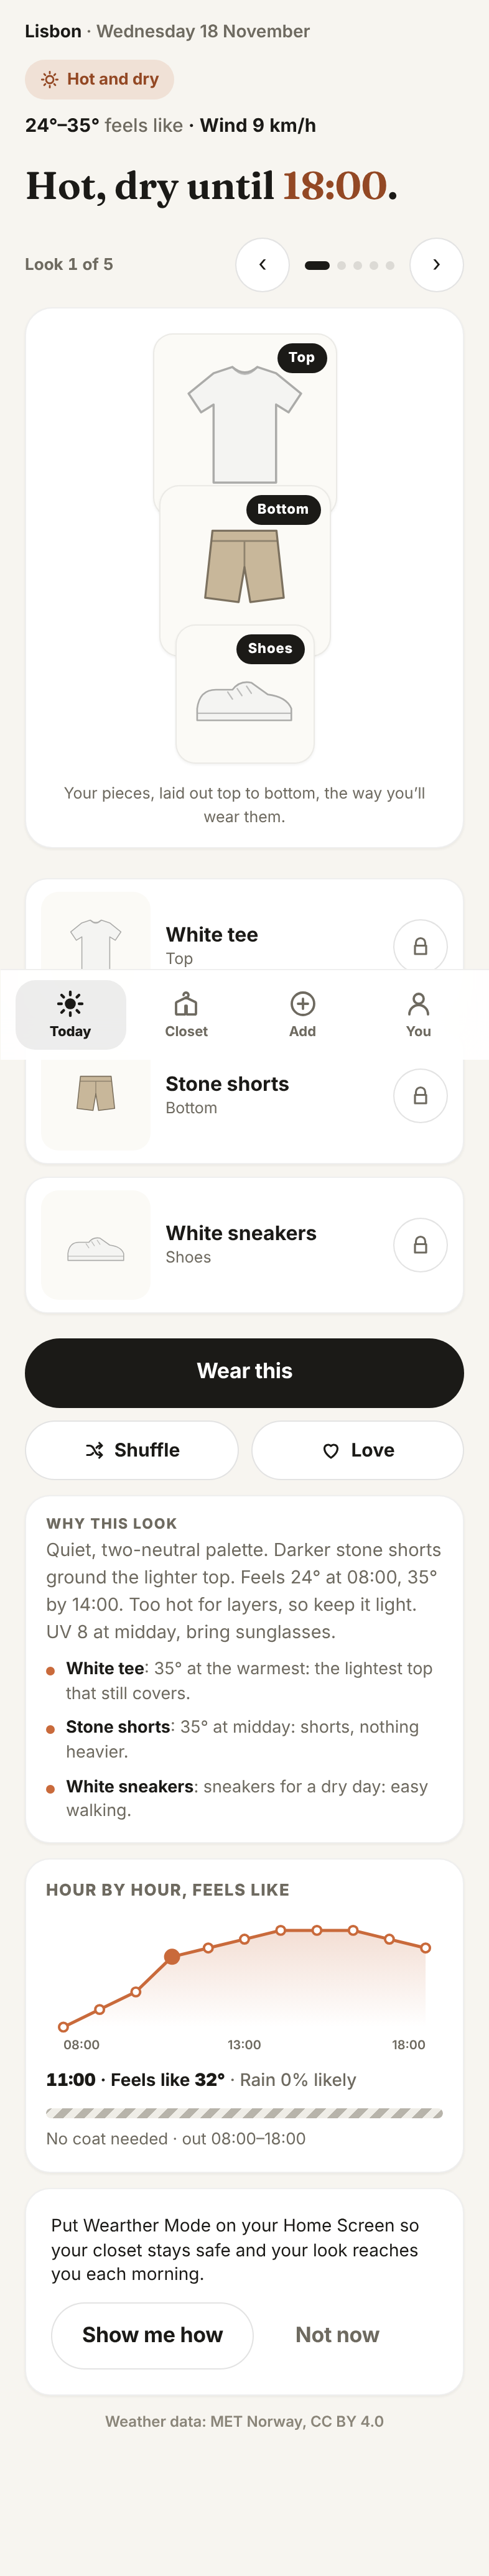 Lisbon · Wednesday 18 November
Hot and dry
24°–35° feels like · Wind 9 km/h
Hot, dry until 18:00.
Look 1 of 5
Top
Bottom
Shoes
Your pieces, laid out top to bottom, the way you'll
wear them.
White tee
Top
Today
Closet
Add
You
Stone shorts
Bottom
White sneakers
Shoes
Wear this
Shuffle
Love
WHY THIS LOOK
Quiet, two-neutral palette. Darker stone shorts
ground the lighter top. Feels 24° at 08:00, 35°
by 14:00. Too hot for layers, so keep it light.
UV 8 at midday, bring sunglasses.
White tee: 35° at the warmest: the lightest top
that still covers.
Stone shorts: 35° at midday: shorts, nothing
heavier.
White sneakers: sneakers for a dry day: easy
walking.
HOUR BY HOUR, FEELS LIKE
08:00 13:00 18:00
11:00 · Feels like 32° · Rain 0% likely
No coat needed · out 08:00–18:00
Put Wearther Mode on your Home Screen so
your closet stays safe and your look reaches
you each morning.
Show me how
Not now
Weather data: MET Norway, CC BY 4.0